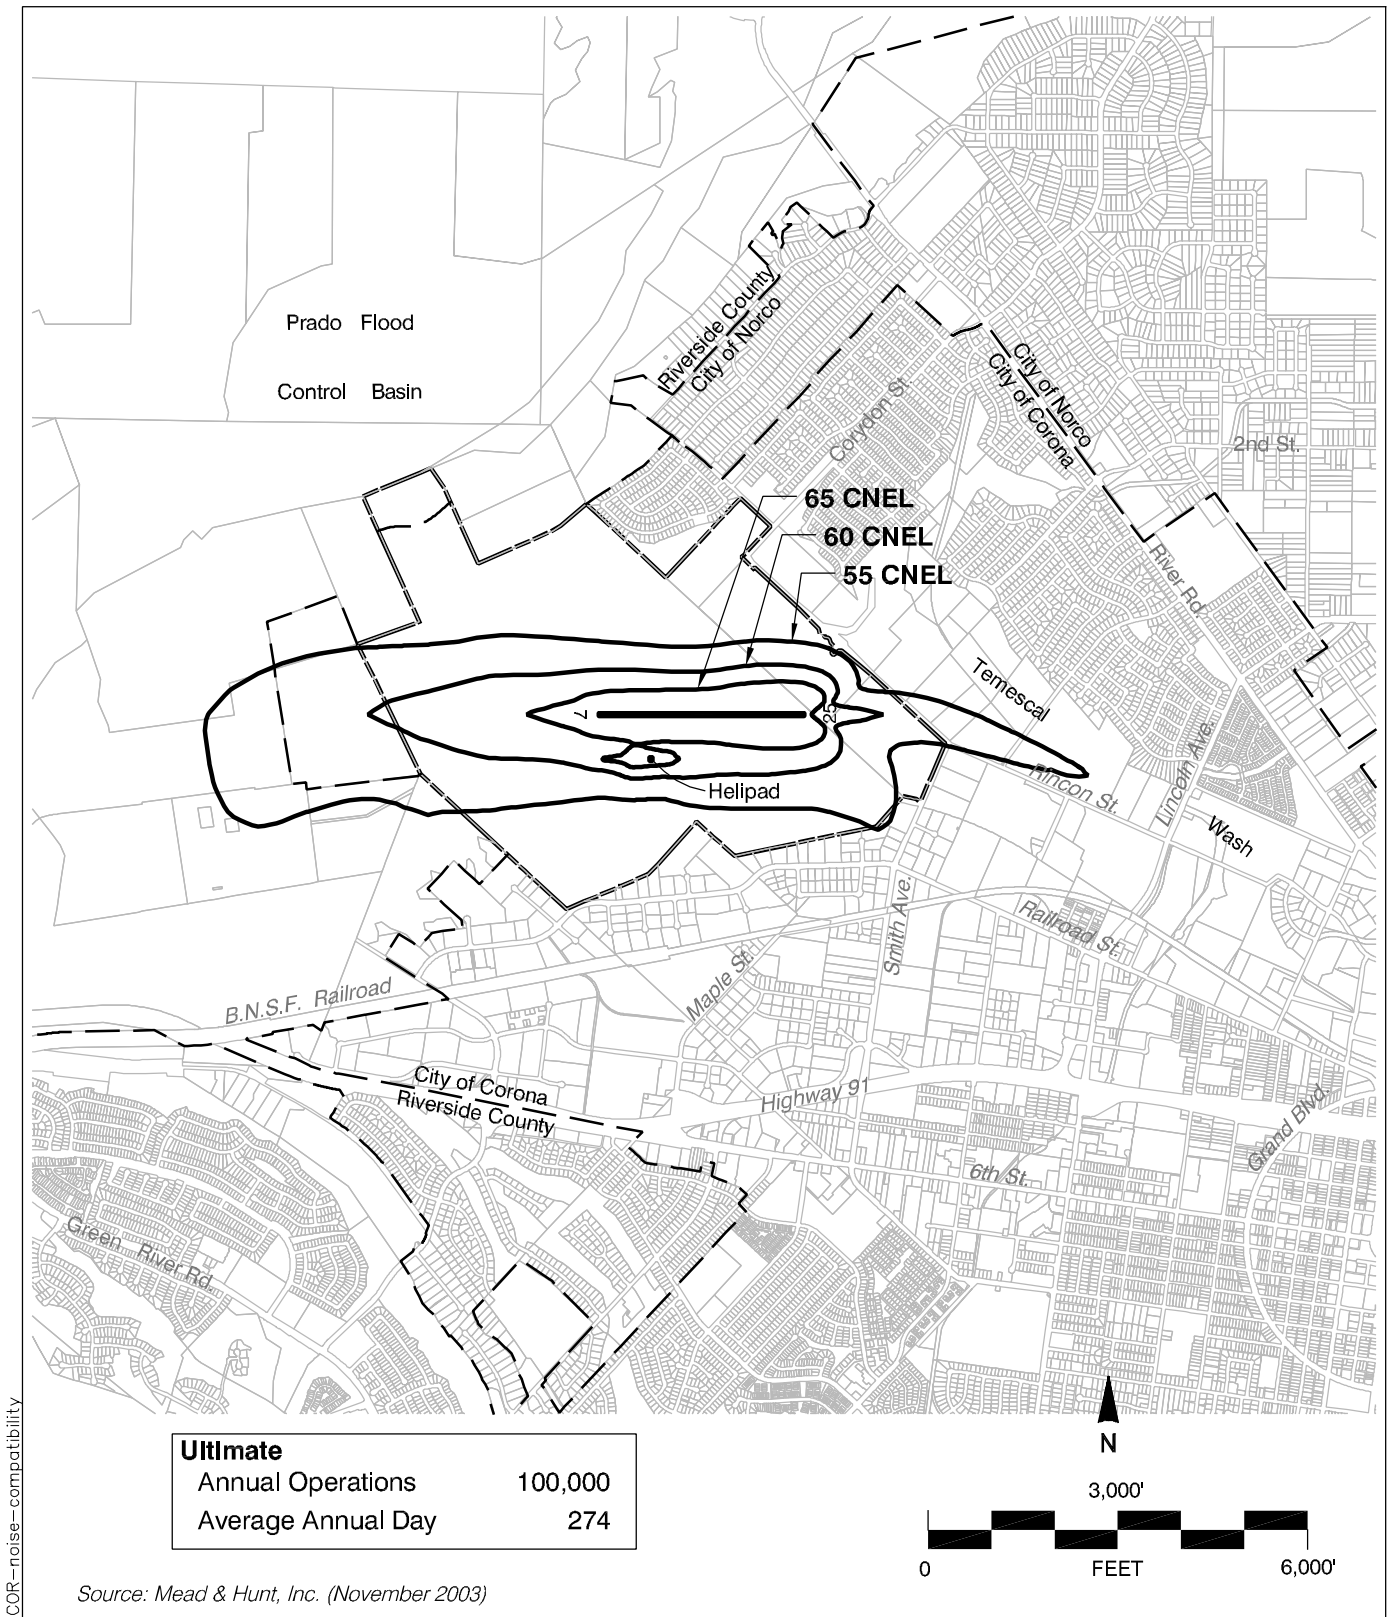 Prado Flood
Control Basin
Riverside County
City of Norco
City of Norco
City of Corona
Corydon St.
2nd St.
65 CNEL
60 CNEL
55 CNEL
River Rd.
Temescal
7
25
Helipad
Rincon St.
Lincoln Ave.
Wash
Smith Ave.
Railroad St.
Maple St.
B.N.S.F. Railroad
City of Corona
Riverside County
Highway 91
Grand Blvd.
6th St.
Green River Rd.
N
UltImate
Annual Operations 100,000
Average Annual Day 274
3,000'
0 FEET 6,000'
Source: Mead & Hunt, Inc. (November 2003)
COR-noise-compatibility